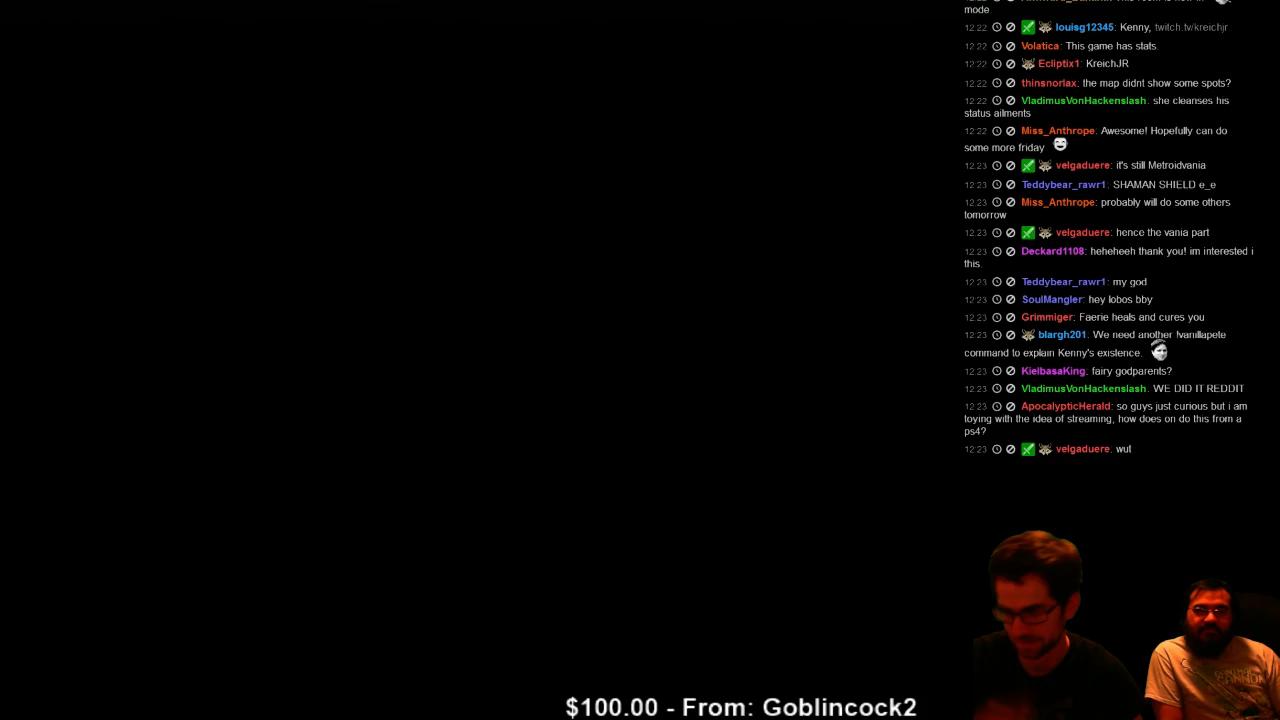 mode.
12:22 louisg12345: Kenny, twitch.tv/kreichjr
12:22 Volatica: This game has stats.
12:22 Ecliptix1: KreichJR
12:22 thinsnorlax: the map didnt show some spots?
12:22 VladimusVonHackenslash: she cleanses his
status ailments
12:22 Miss_Anthrope: Awesome! Hopefully can do
some more friday
12:23 velgaduere: it's still Metroidvania
12:23 Teddybear_rawr1: SHAMAN SHIELD e_e
12:23 Miss_Anthrope: probably will do some others
tomorrow
12:23 velgaduere: hence the vania part
12:23 Deckard1108: heheheeh thank you! im interested i
this.
12:23 Teddybear_rawr1: my god
12:23 SoulMangler: hey lobos bby
12:23 Grimmiger: Faerie heals and cures you
12:23 blargh201: We need another !vanillapete
command to explain Kenny's existence.
12:23 KielbasaKing: fairy godparents?
12:23 VladimusVonHackenslash: WE DID IT REDDIT
12:23 ApocalypticHerald: so guys just curious but i am
toying with the idea of streaming, how does on do this from a
ps4?
12:23 velgaduere: wut
$100.00 - From: Goblincock2